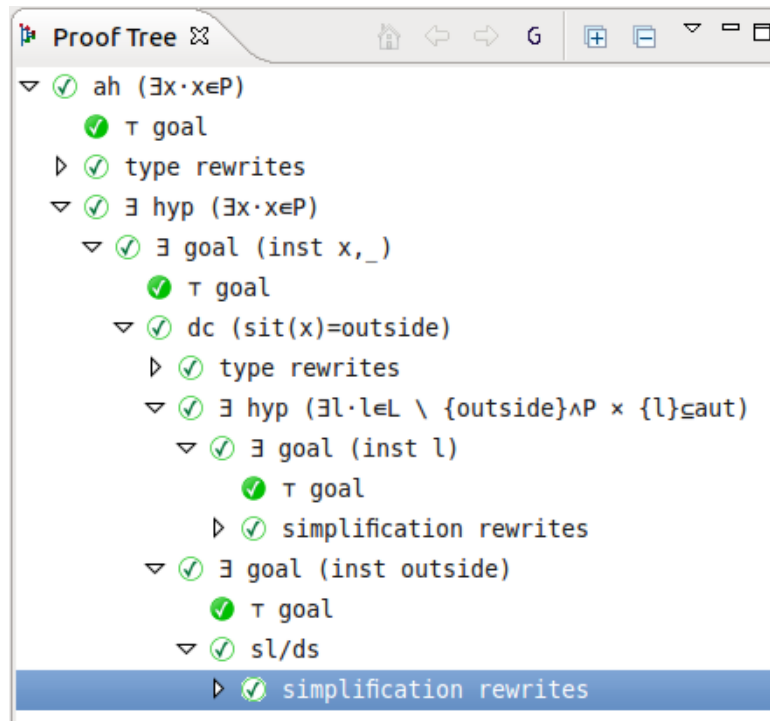 Proof Tree
G
ah (∃x·x∈P)
⊤ goal
type rewrites
∃ hyp (∃x·x∈P)
∃ goal (inst x,_)
⊤ goal
dc (sit(x)=outside)
type rewrites
∃ hyp (∃l·l∈L \ {outside}∧P × {l}⊆aut)
∃ goal (inst l)
⊤ goal
simplification rewrites
∃ goal (inst outside)
⊤ goal
sl/ds
simplification rewrites